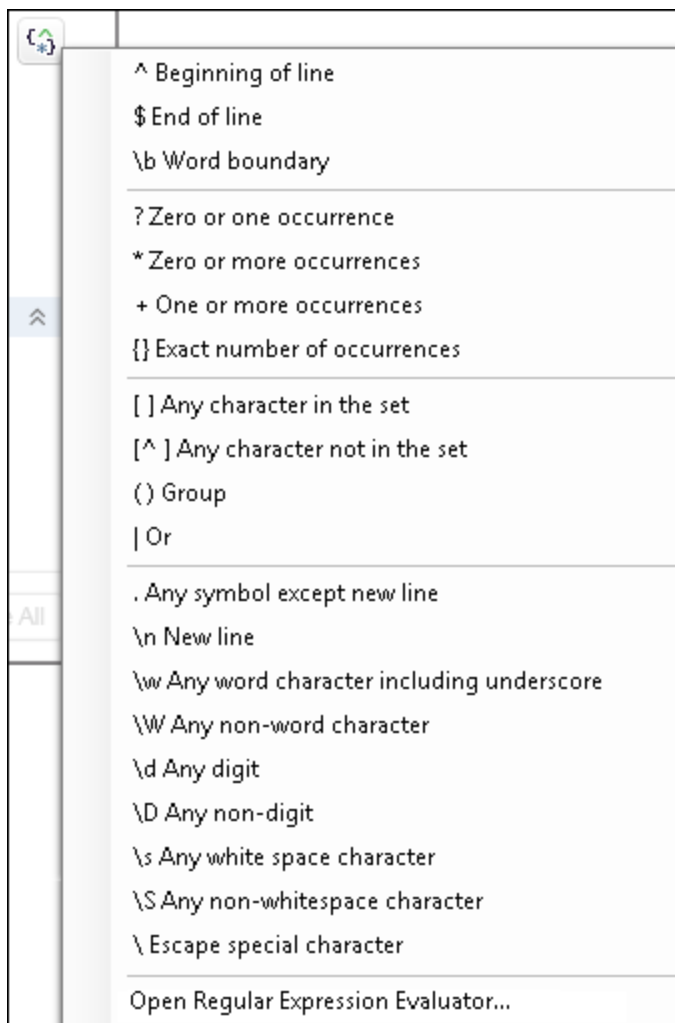 ^ Beginning of line
$ End of line
\b Word boundary
? Zero or one occurrence
* Zero or more occurrences
+ One or more occurrences
{} Exact number of occurrences
[ ] Any character in the set
[^ ] Any character not in the set
() Group
| Or
. Any symbol except new line
All
\n New line
\w Any word character including underscore
\W Any non-word character
\d Any digit
\D Any non-digit
\s Any white space character
\S Any non-whitespace character
\ Escape special character
Open Regular Expression Evaluator...